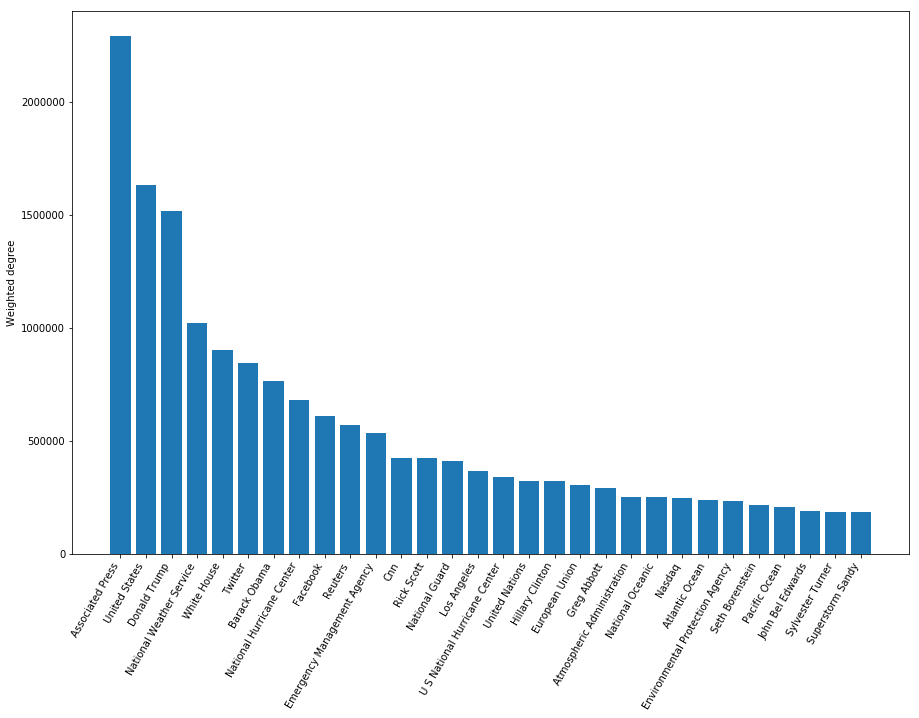 2000000
1500000
1000000
500000
0
Weighted degree
Associated Press
United States
Donald Trump
National Weather Service
White House
Twitter
Barack Obama
National Hurricane Center
Facebook
Reuters
Emergency Management Agency
Cnn
Rick Scott
National Guard
Los Angeles
U S National Hurricane Center
United Nations
Hillary Clinton
European Union
Greg Abbott
Atmospheric Administration
National Oceanic
Nasdaq
Atlantic Ocean
Environmental Protection Agency
Seth Borenstein
Pacific Ocean
John Bel Edwards
Sylvester Turner
Superstorm Sandy